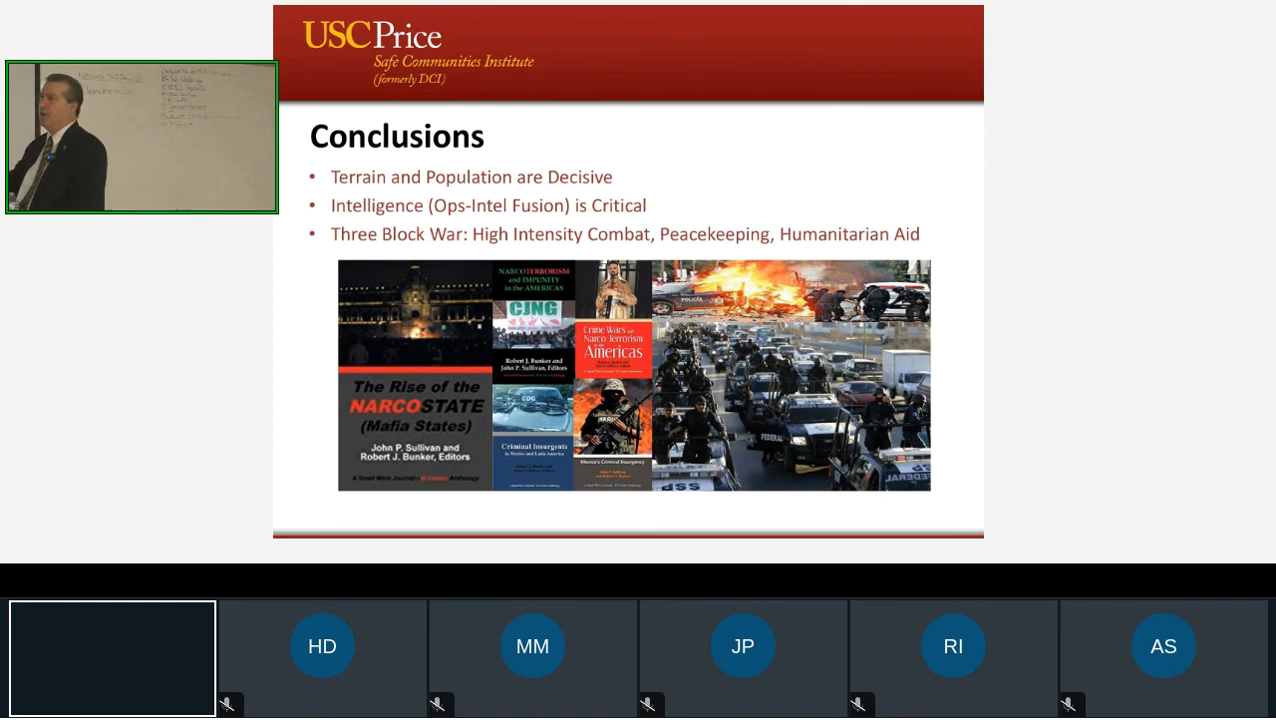 USCPrice
Safe Communities Institute
(formerly DCI)
Conclusions
• Terrain and Population are Decisive
• Intelligence (Ops-Intel Fusion) is Critical
• Three Block War: High Intensity Combat, Peacekeeping, Humanitarian Aid
The Rise of the
NARCOSTATE
(Mafia States)
John P. Sullivan and
Robert J. Bunker, Editors
A Small Wars Journal-El Centro Anthology
NARCOTERRORISM
and IMPUNITY
in the AMERICAS
CJNG
Robert J. Bunker and
John P. Sullivan, Editors
CDG
Criminal Insurgents
in Mexico and Latin America
Crime Wars
Narco Terrorism
Americas
MARINA
Mexico's Criminal Insurgency
POLICIA
FEDERAL
SSP
HD
MM
JP
RI
AS